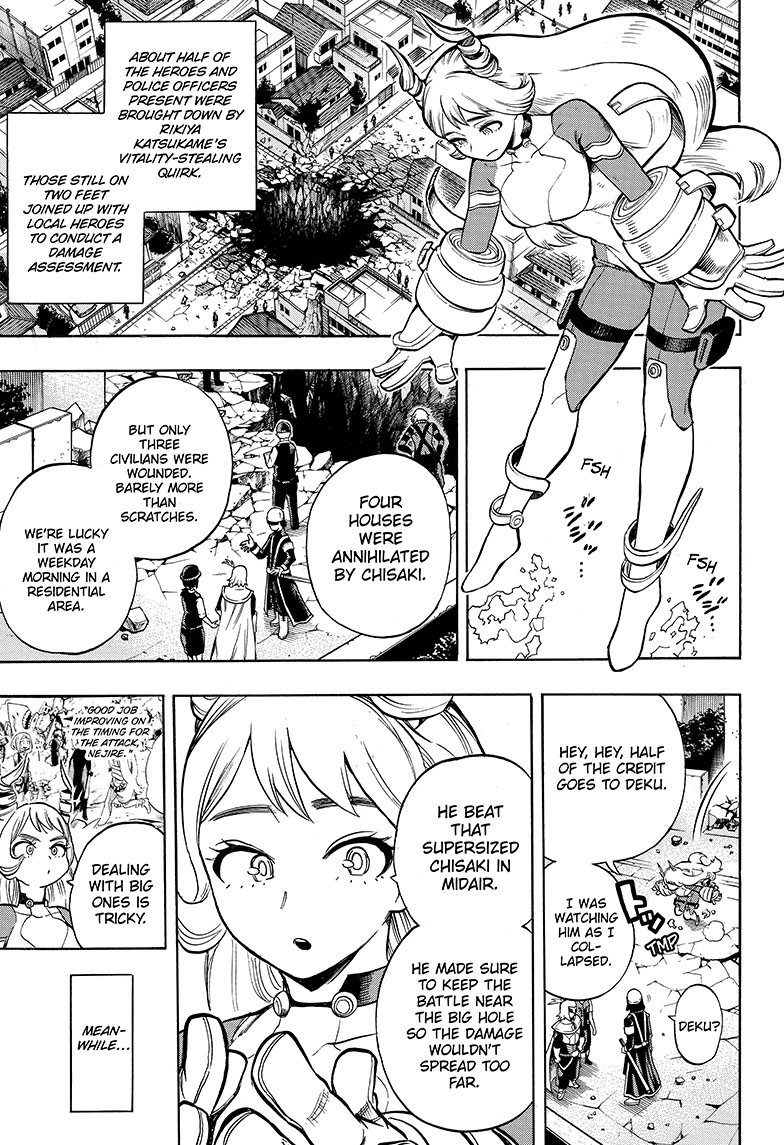 ABOUT HALF OF
THE HEROES AND
POLICE OFFICERS
PRESENT WERE
BROUGHT DOWN BY
RIKIYA
KATSUKAME'S
VITALITY-STEALING
QUIRK.
THOSE STILL ON
TWO FEET
JOINED UP WITH
LOCAL HEROES
TO CONDUCT A
DAMAGE
ASSESSMENT.
FSH
FSH
FOUR
HOUSES
WERE
ANNIHILATED
BY CHISAKI.
BUT ONLY
THREE
CIVILIANS WERE
WOUNDED.
BARELY MORE
THAN
SCRATCHES.
WE'RE LUCKY
IT WAS A
WEEKDAY
MORNING IN A
RESIDENTIAL
AREA.
HEY, HEY, HALF
OF THE CREDIT
GOES TO DEKU.
I WAS
WATCHING
HIM AS I
COL-
LAPSED.
トッ
TMP
DEKU?
HE BEAT
THAT
SUPERSIZED
CHISAKI IN
MIDAIR.
HE MADE SURE
TO KEEP THE
BATTLE NEAR
THE BIG HOLE
SO THE DAMAGE
WOULDN'T
SPREAD TOO
FAR.
"GOOD JOB
IMPROVING ON
THE TIMING FOR
THE ATTACK,
NEJIRE."
DEALING
WITH BIG
ONES IS
TRICKY.
MEAN-
WHILE...